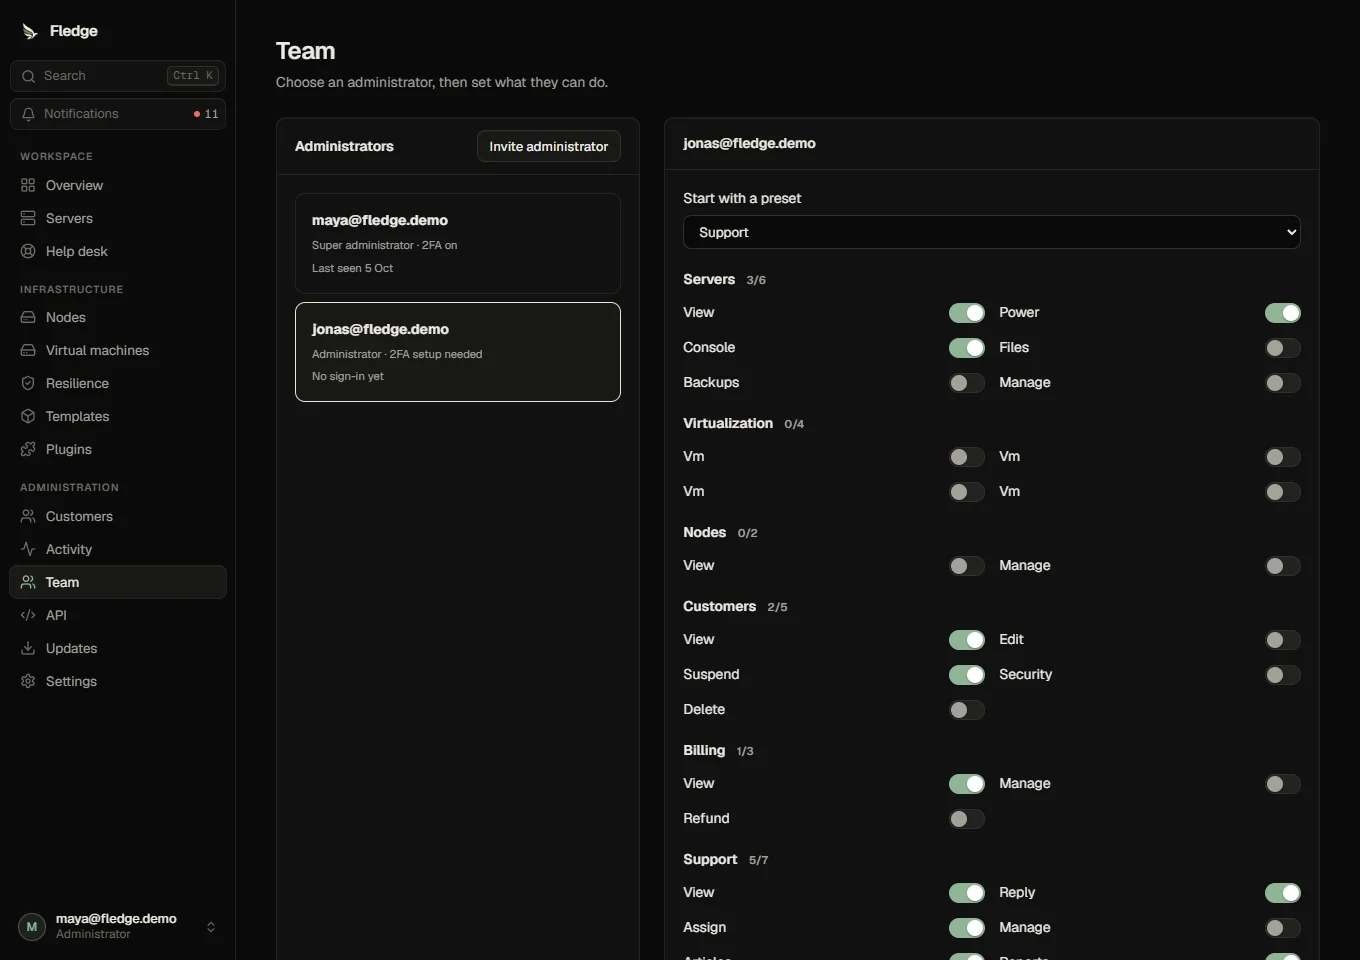 Fledge
Search
Ctrl K
Notifications
11
WORKSPACE
Overview
Servers
Help desk
INFRASTRUCTURE
Nodes
Virtual machines
Resilience
Templates
Plugins
ADMINISTRATION
Customers
Activity
Team
API
Updates
Settings
M
maya@fledge.demo
Administrator
Team
Choose an administrator, then set what they can do.
Administrators
Invite administrator
maya@fledge.demo
Super administrator · 2FA on
Last seen 5 Oct
jonas@fledge.demo
Administrator · 2FA setup needed
No sign-in yet
jonas@fledge.demo
Start with a preset
Support
Servers 3/6
View Power
Console Files
Backups Manage
Virtualization 0/4
Vm Vm
Vm Vm
Nodes 0/2
View Manage
Customers 2/5
View Edit
Suspend Security
Delete
Billing 1/3
View Manage
Refund
Support 5/7
View Reply
Assign Manage